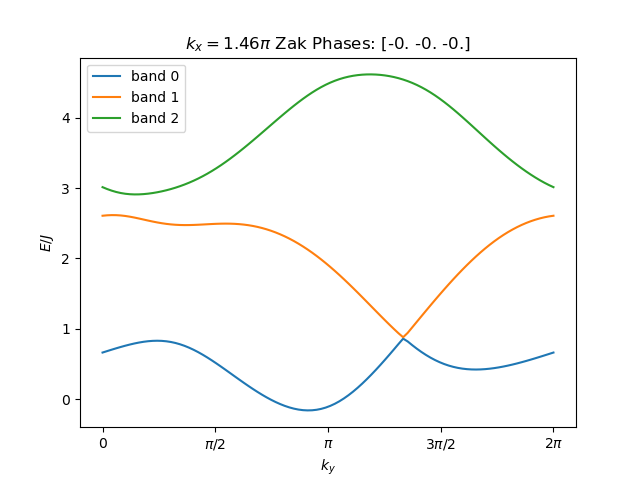 k_x = 1.46π Zak Phases: [-0. -0. -0.]
band 0
band 1
band 2
4
3
2
1
0
E/J
0 π/2 π 3π/2 2π
k_y